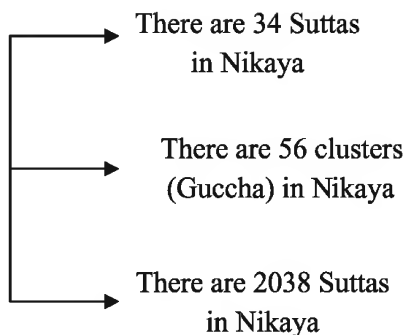 There are 34 Suttas
in Nikaya
There are 56 clusters
(Guccha) in Nikaya
There are 2038 Suttas
in Nikaya